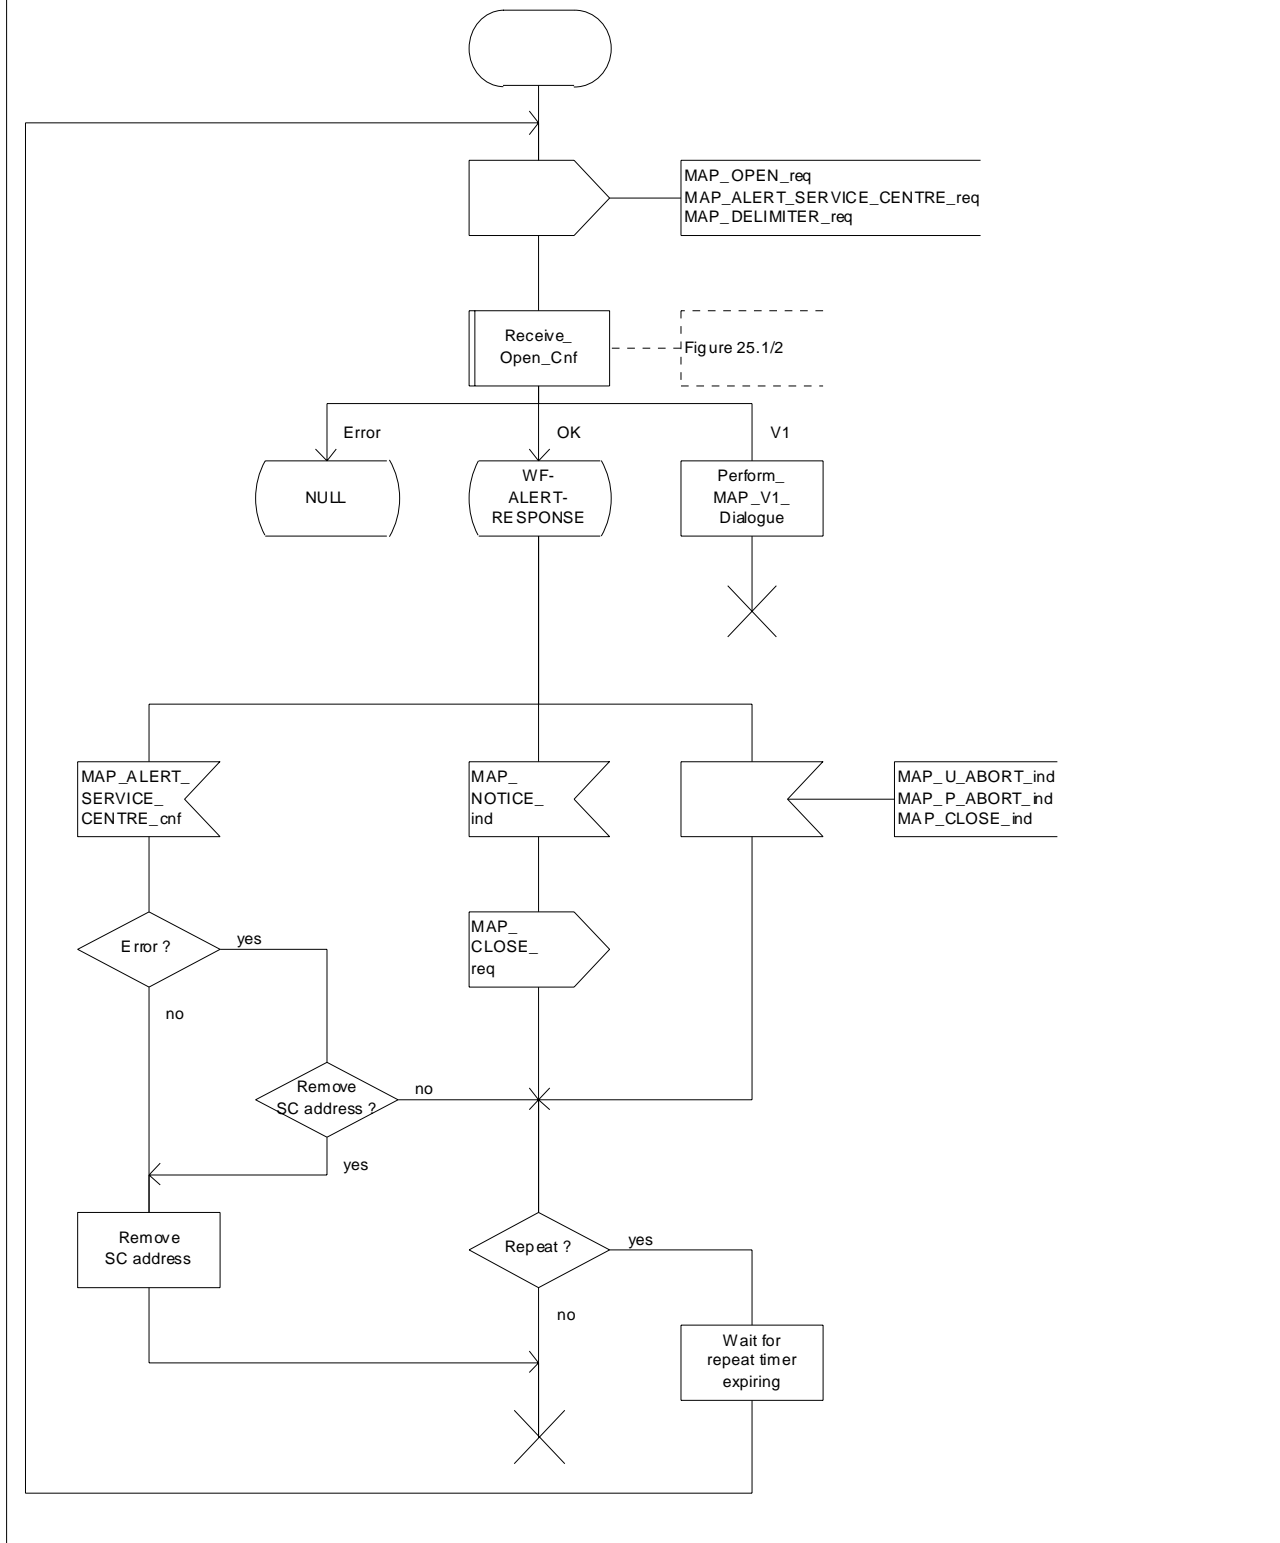 MAP_OPEN_req
MAP_ALERT_SERVICE_CENTRE_req
MAP_DELIMITER_req
Receive_
Open_Cnf
Figure 25.1/2
Error
OK
V1
NULL
WF-
ALERT-
RESPONSE
Perform_
MAP_V1_
Dialogue
MAP_ALERT_
SERVICE_
CENTRE_cnf
MAP_
NOTICE_
ind
MAP_U_ABORT_ind
MAP_P_ABORT_ind
MAP_CLOSE_ind
Error ?
yes
MAP_
CLOSE_
req
no
Remove
SC address ?
no
yes
Remove
SC address
Repeat ?
yes
no
Wait for
repeat timer
expiring